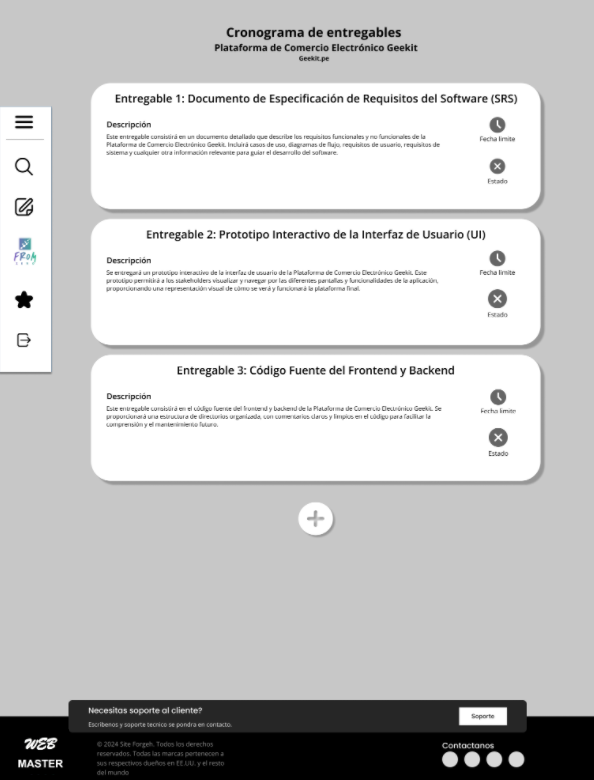 Cronograma de entregables
Plataforma de Comercio Electrónico Geekit
Geekit.pe
Entregable 1: Documento de Especificación de Requisitos del Software (SRS)
Descripción
Este entregable consistirá en un documento detallado que describe los requisitos funcionales y no funcionales de la
Plataforma de Comercio Electrónico Geekit. Incluirá casos de uso, diagramas de flujo, requisitos de usuario, requisitos de
sistema y cualquier otra información relevante para guiar el desarrollo del software.
Fecha limite
Estado
Entregable 2: Prototipo Interactivo de la Interfaz de Usuario (UI)
Descripción
Se entregará un prototipo interactivo de la interfaz de usuario de la Plataforma de Comercio Electrónico Geekit. Este
prototipo permitirá a los stakeholders visualizar y navegar por las diferentes pantallas y funcionalidades de la aplicación,
proporcionando una representación visual de cómo se verá y funcionará la plataforma final.
Fecha limite
Estado
FROM
Entregable 3: Código Fuente del Frontend y Backend
Descripción
Este entregable consistirá en el código fuente del frontend y backend de la Plataforma de Comercio Electrónico Geekit. Se
proporcionará una estructura de directorios organizada, con comentarios claros y limpios en el código para facilitar la
comprensión y el mantenimiento futuro.
Fecha limite
Estado
Necesitas soporte al cliente?
Escribenos y soporte tecnico se pondra en contacto.
Soporte
WEB
MASTER
© 2024 Site Forgeh. Todos los derechos
reservados. Todas las marcas pertenecen a
sus respectivos dueños en EE.UU. y el resto
del mundo
Contactanos